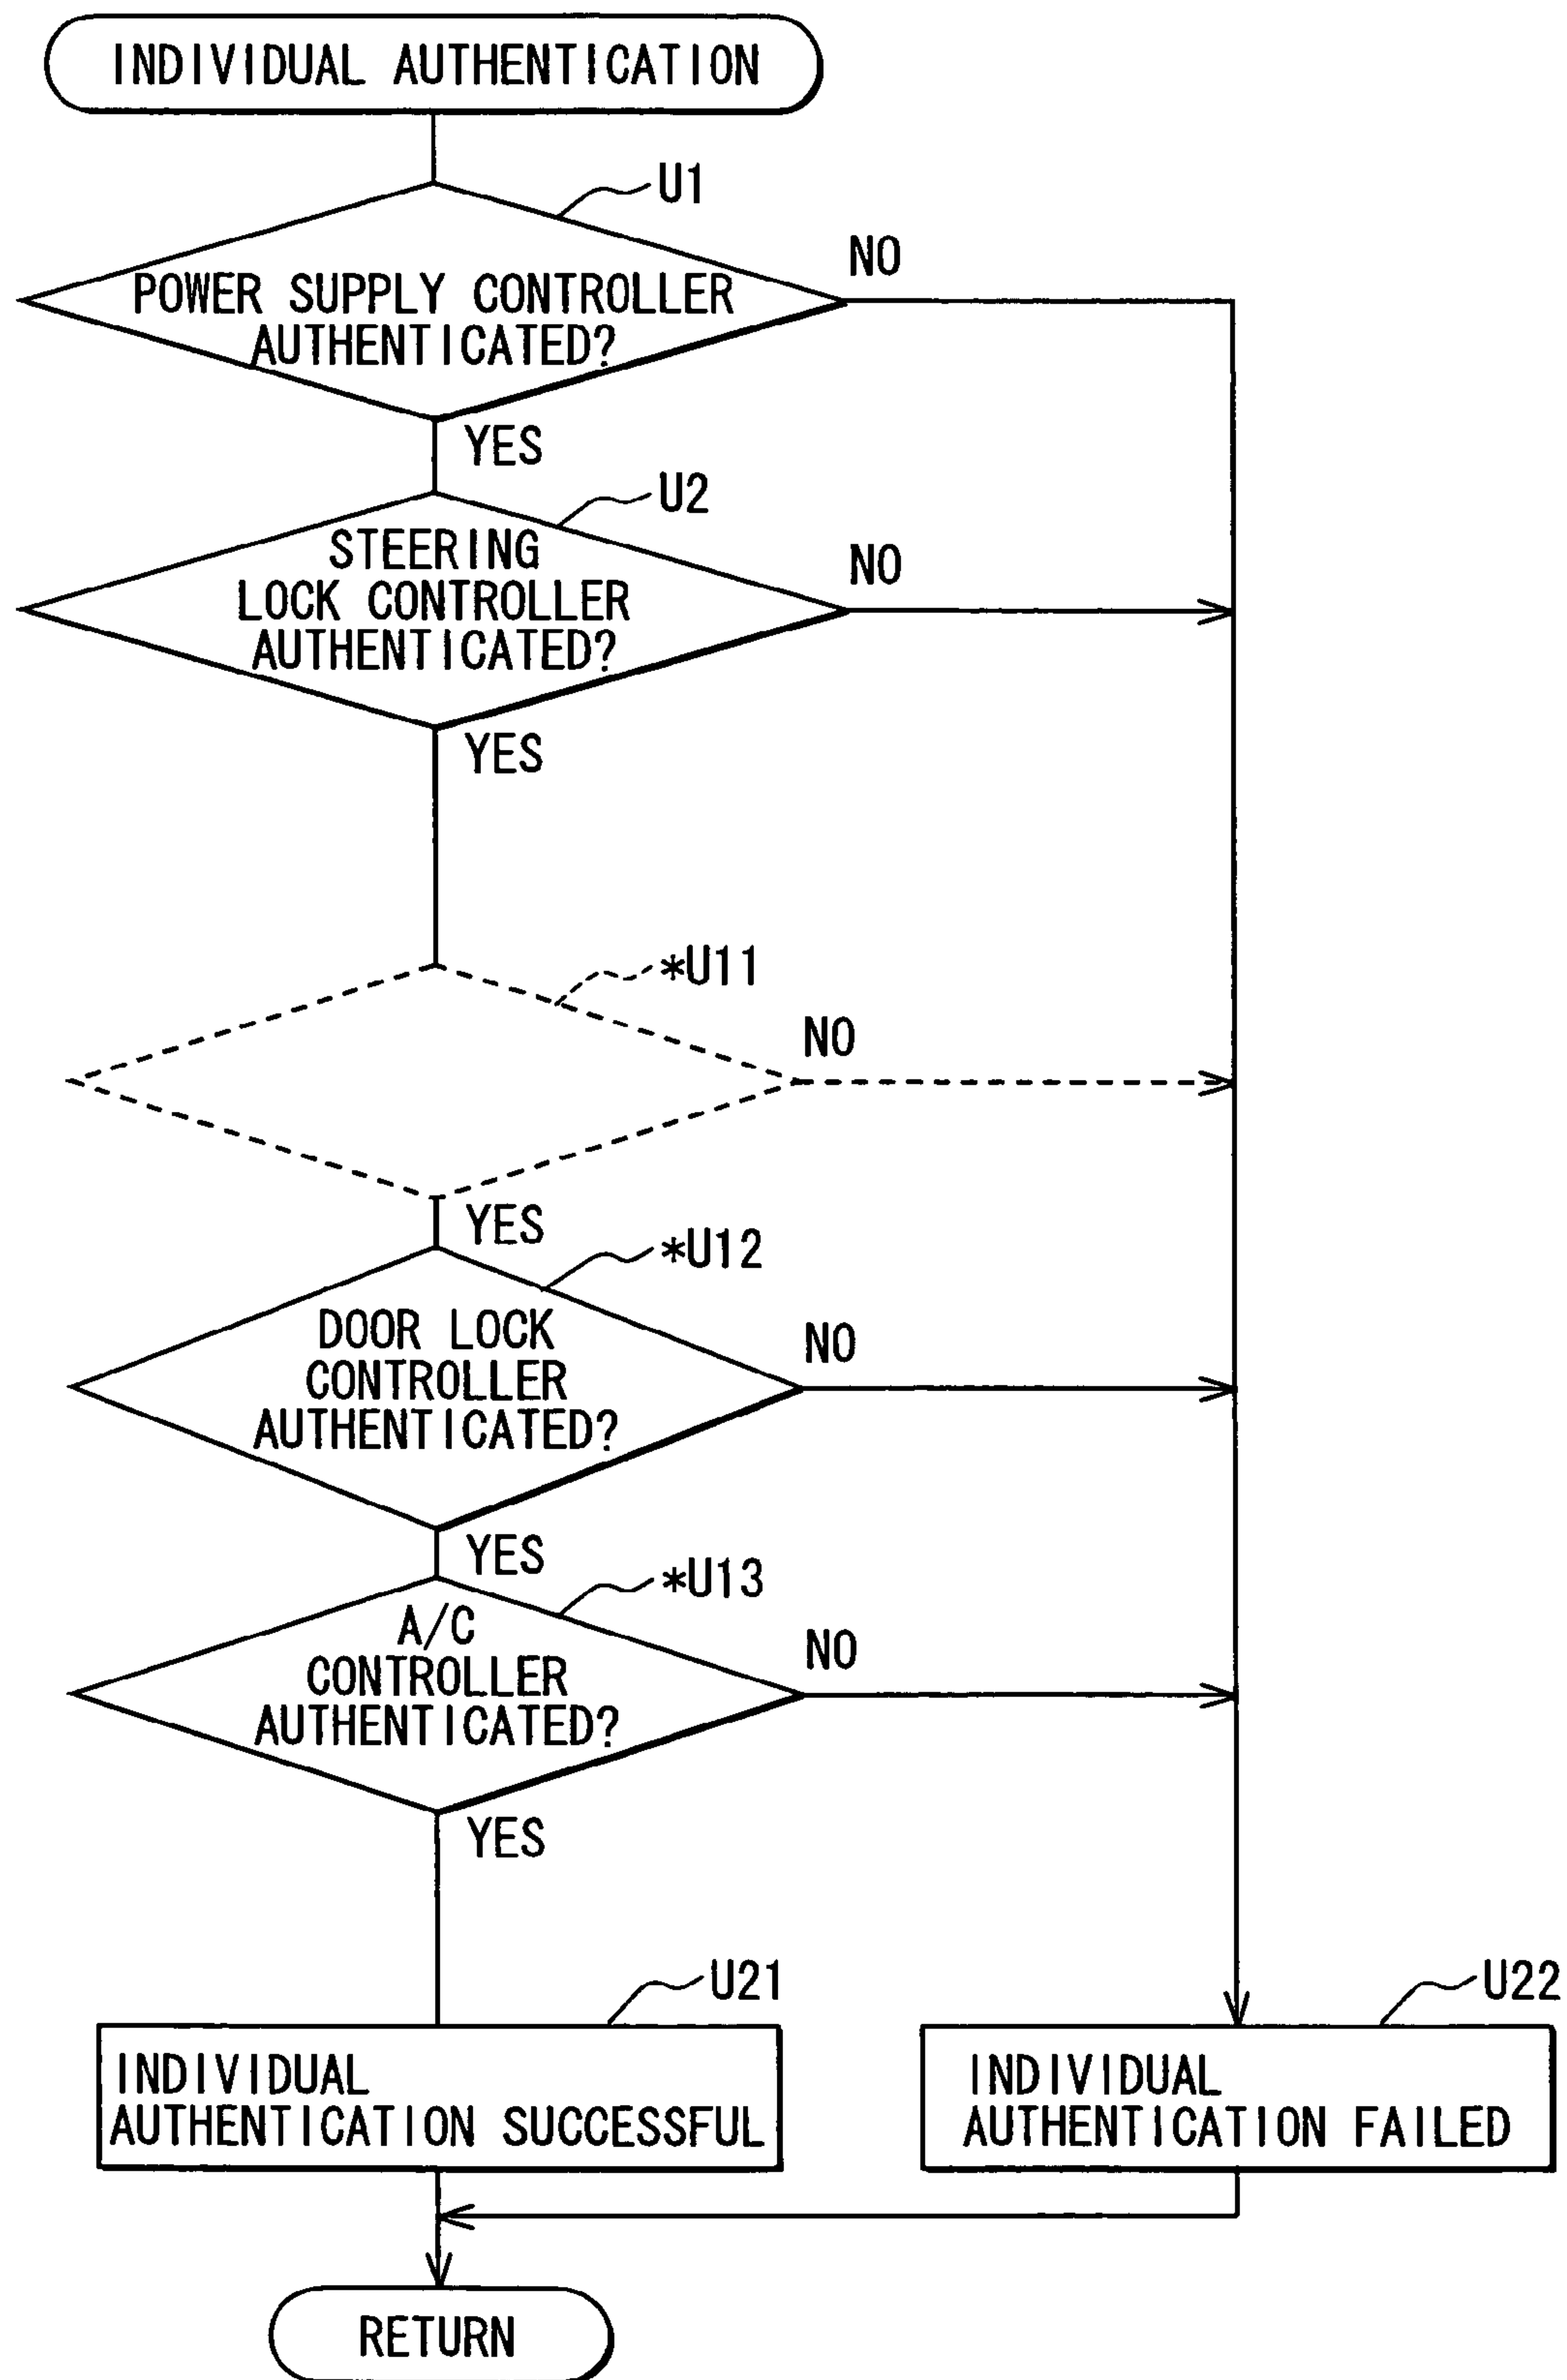 INDIVIDUAL AUTHENTICATION
U1
NO
POWER SUPPLY CONTROLLER
AUTHENTICATED?
YES
U2
NO
STEERING
LOCK CONTROLLER
AUTHENTICATED?
YES
*U11
NO
YES
*U12
NO
DOOR LOCK
CONTROLLER
AUTHENTICATED?
YES
*U13
NO
A/C
CONTROLLER
AUTHENTICATED?
YES
U21
U22
INDIVIDUAL
AUTHENTICATION SUCCESSFUL
INDIVIDUAL
AUTHENTICATION FAILED
RETURN